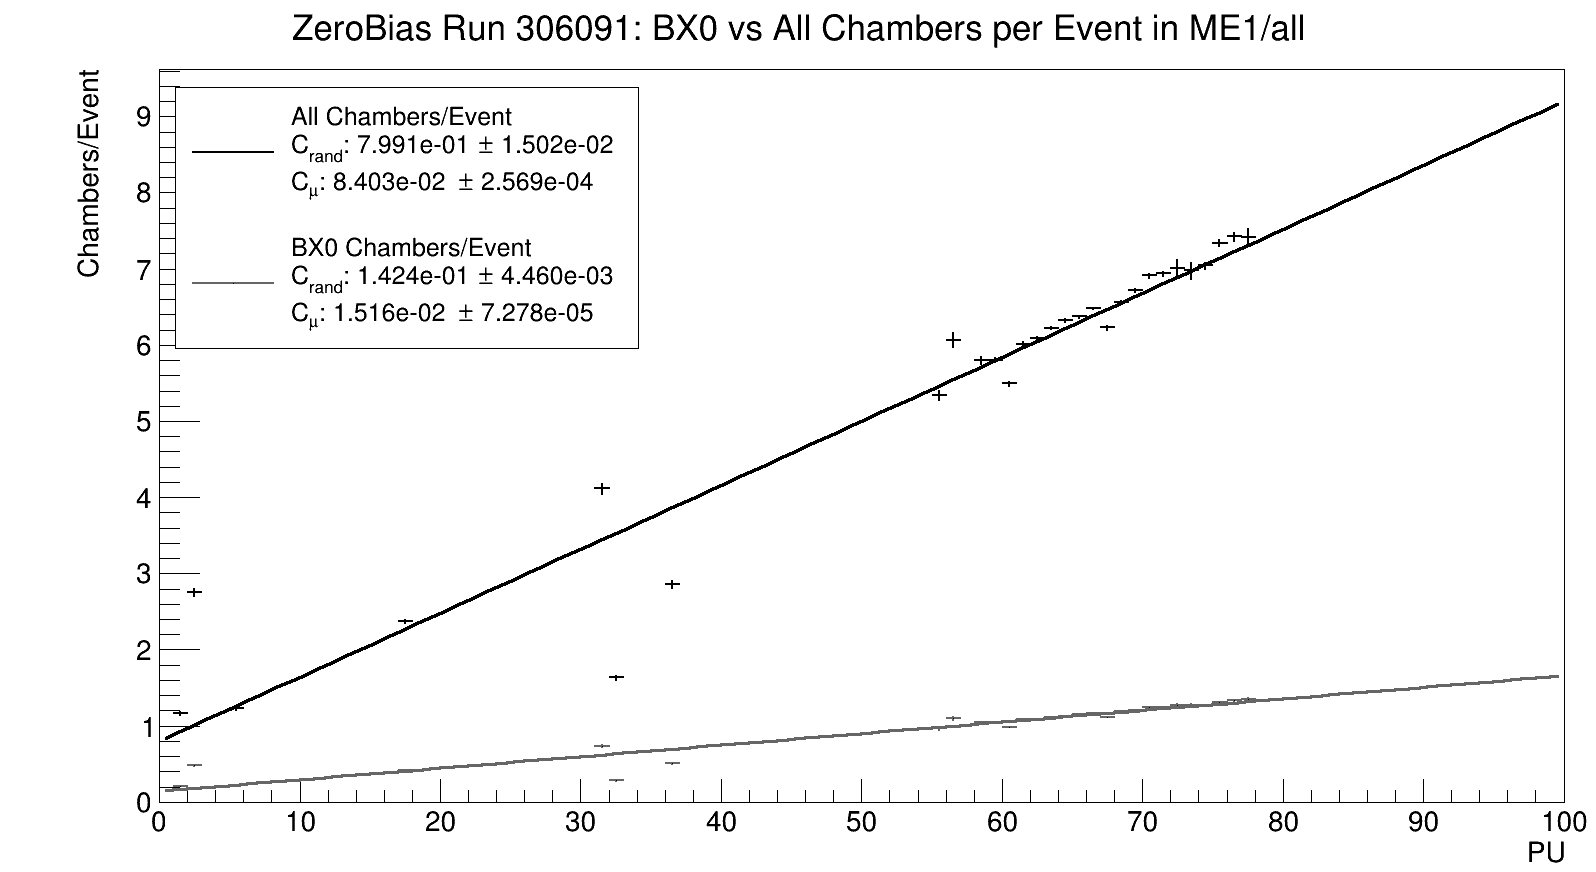 ZeroBias Run 306091: BX0 vs All Chambers per Event in ME1/all
Chambers/Event
All Chambers/Event
C_rand: 7.991e-01 ± 1.502e-02
C_μ: 8.403e-02 ± 2.569e-04
BX0 Chambers/Event
C_rand: 1.424e-01 ± 4.460e-03
C_μ: 1.516e-02 ± 7.278e-05
9
8
7
6
5
4
3
2
1
0
0 10 20 30 40 50 60 70 80 90 100
PU